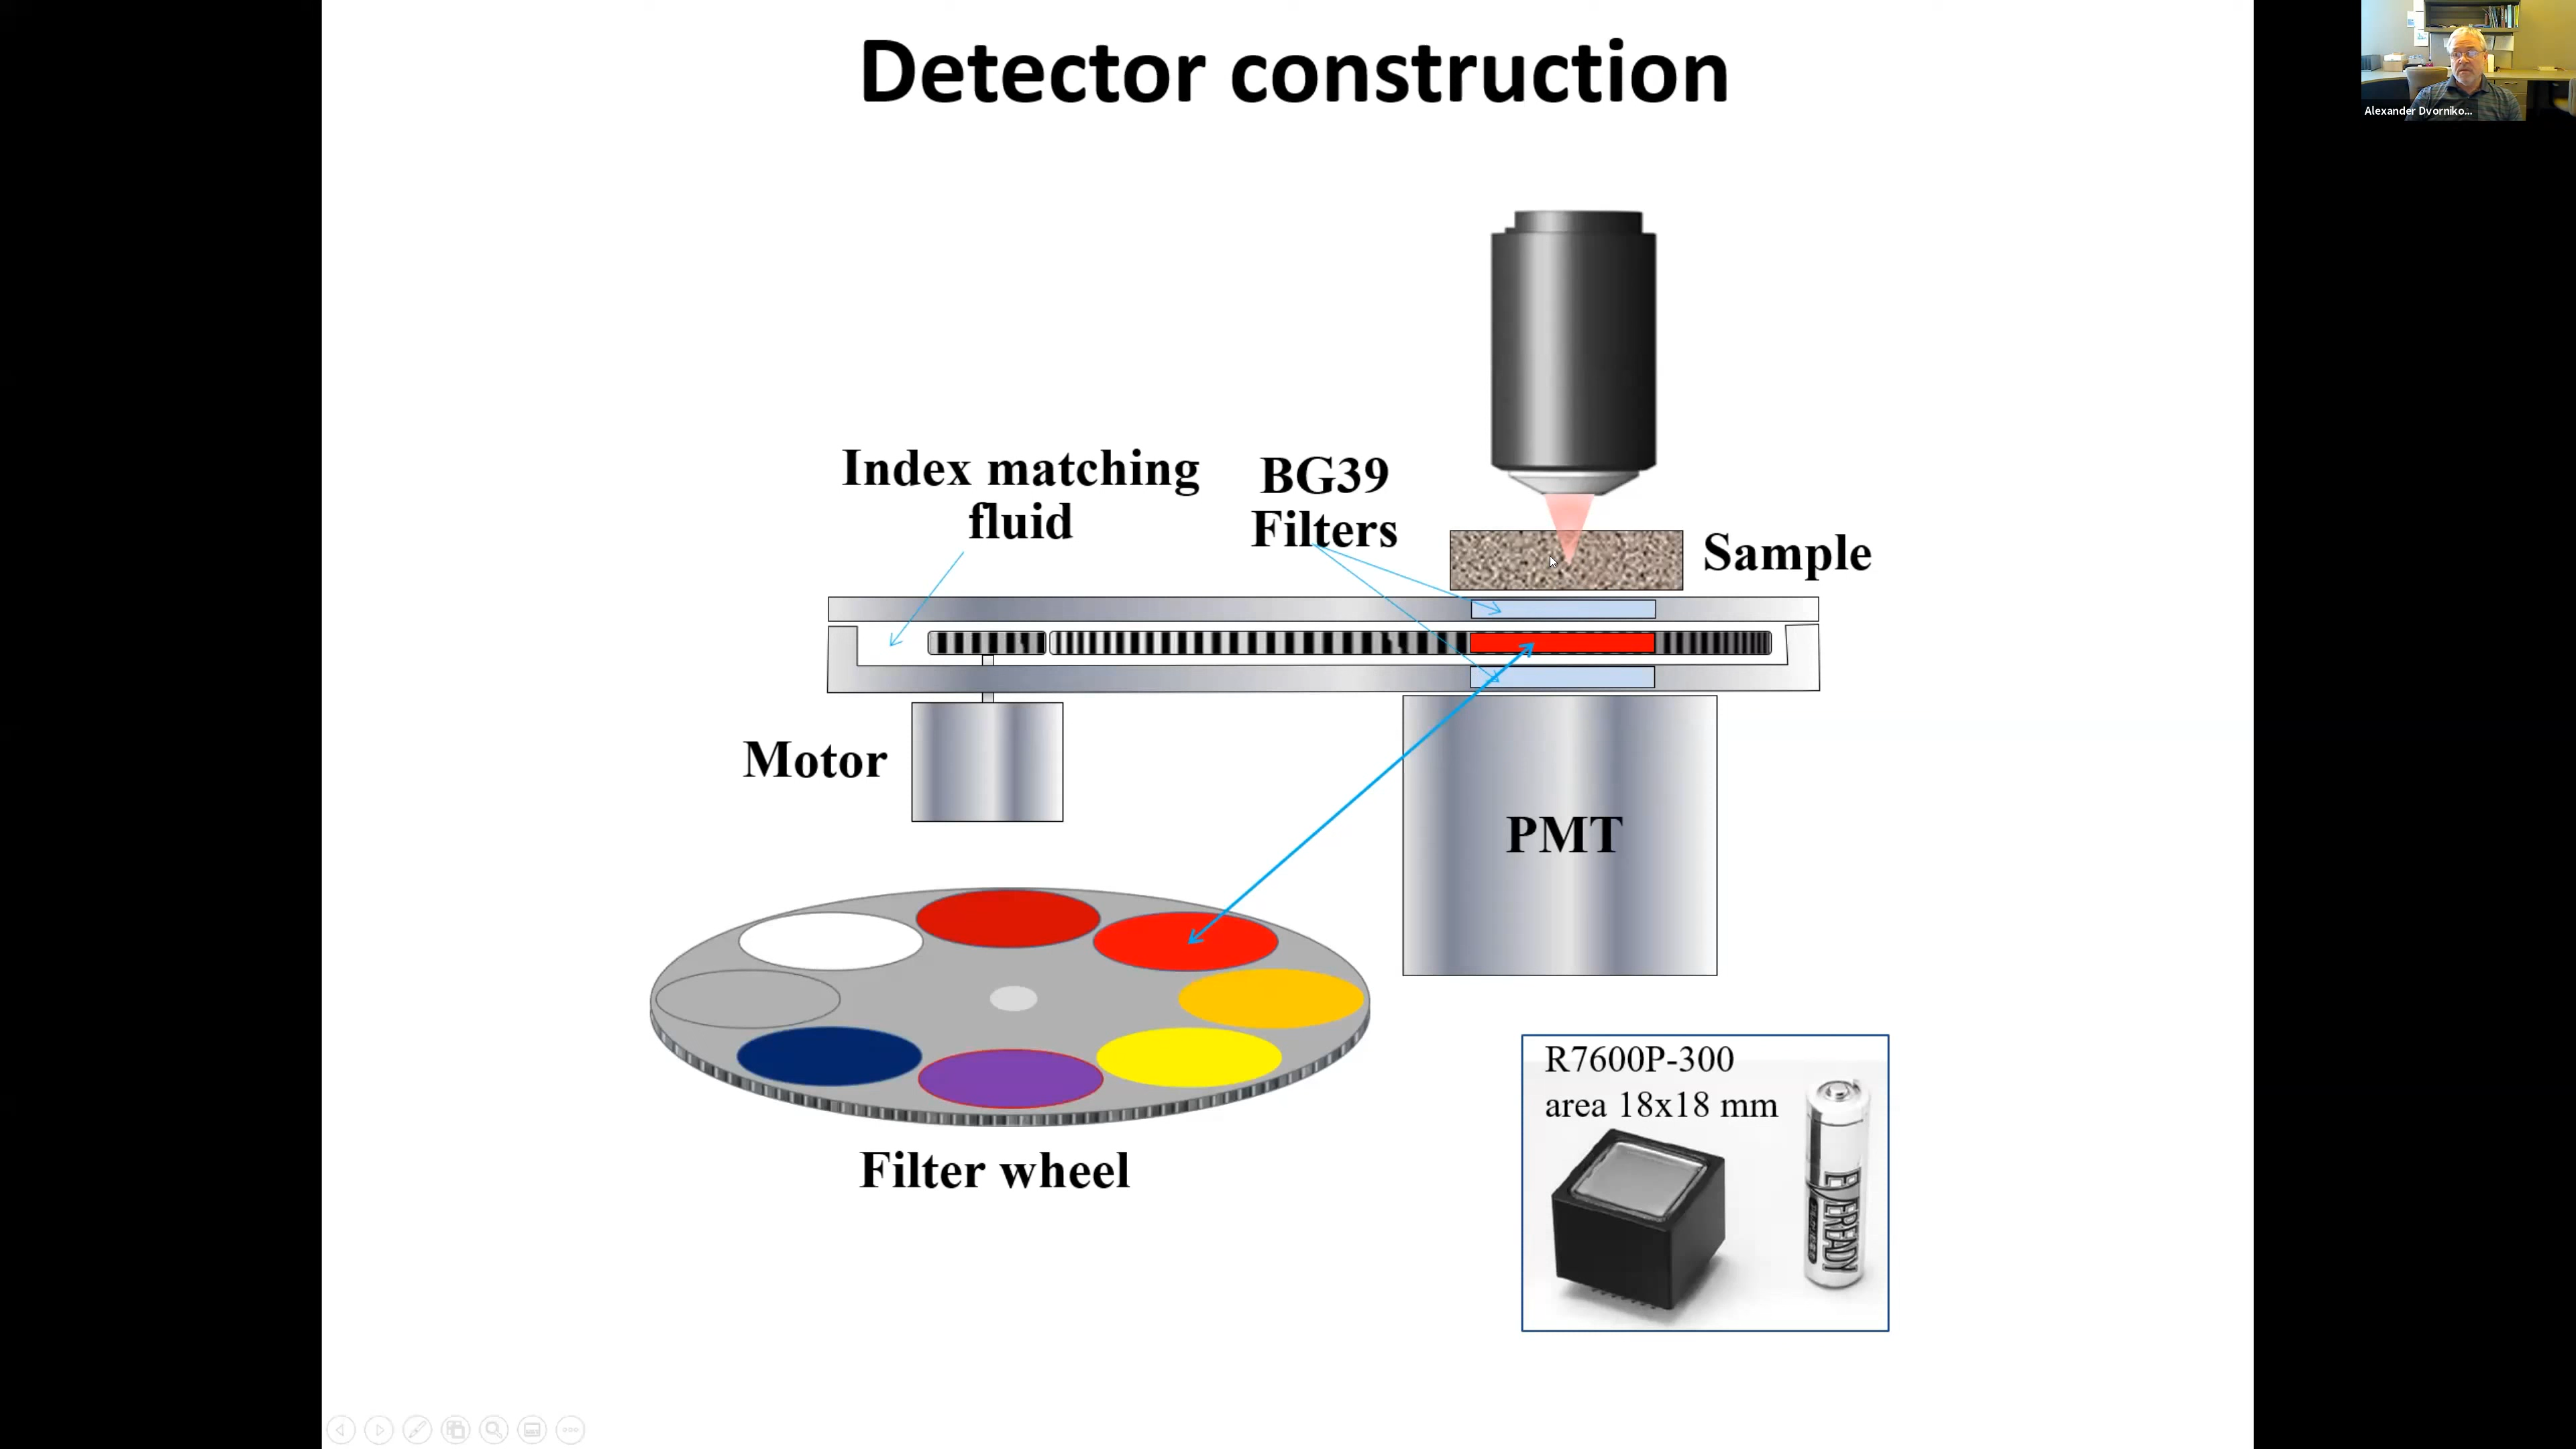 Detector construction
Alexander Dvorniko...
Index matching
fluid
BG39
Filters
Sample
Motor
PMT
Filter wheel
R7600P-300
area 18x18 mm
EVEREADY